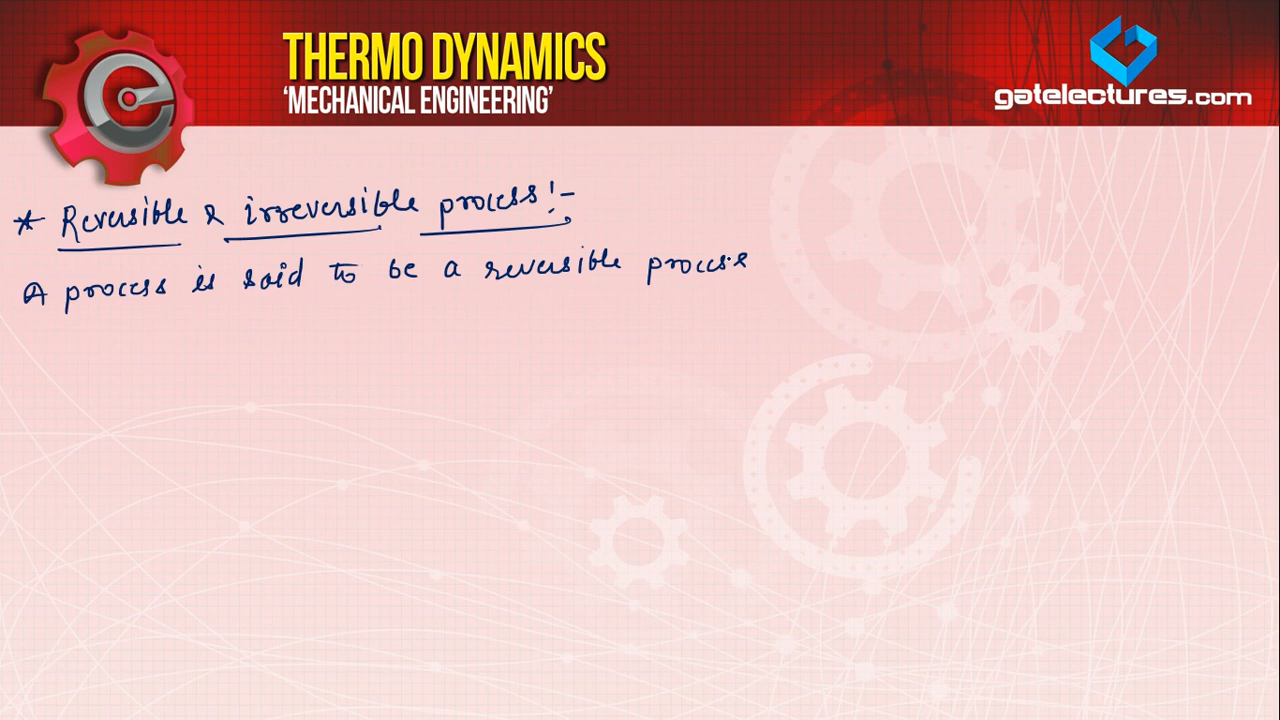 THERMO DYNAMICS
‘MECHANICAL ENGINEERING’
gatelectures.com
* Reversible & irreversible process:-
A process is said to be a reversible process